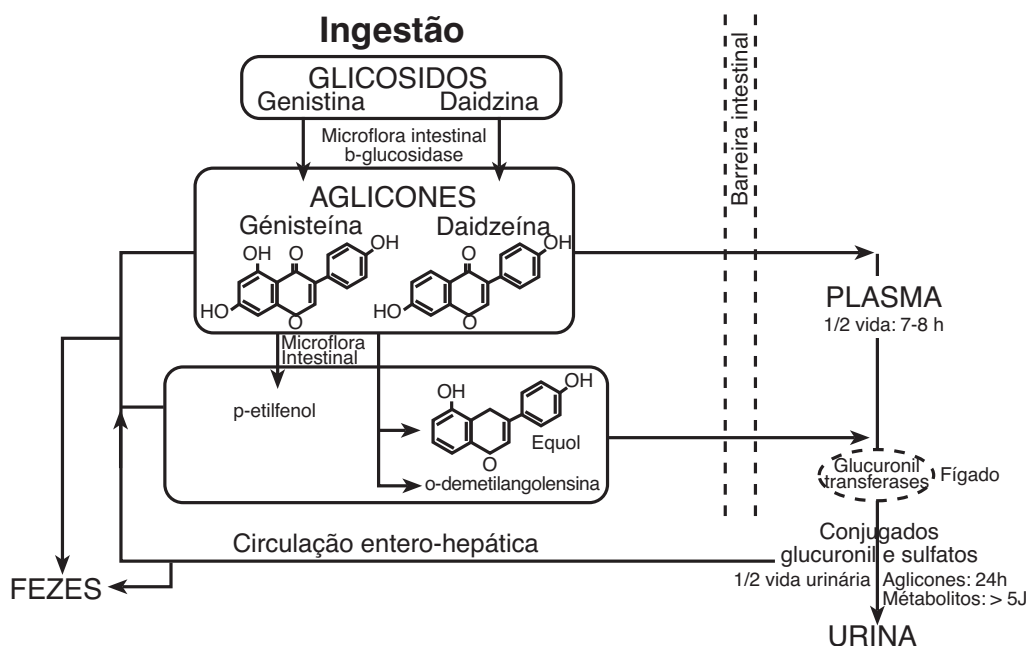 Ingestão
GLICOSIDOS
Genistina Daidzina
Microflora intestinal
b-glucosidase
Barreira intestinal
AGLICONES
Génisteína Daidzeína
OH O OH
HO O
O OH
HO O
PLASMA
1/2 vida: 7-8 h
Microflora
Intestinal
p-etilfenol
OH OH
O
Equol
o-demetilangolensina
Glucuronil
transferases
Fígado
Circulação entero-hepática
Conjugados
glucuronil e sulfatos
1/2 vida urinária
Aglicones: 24h
Métabolitos: > 5J
FEZES
URINA